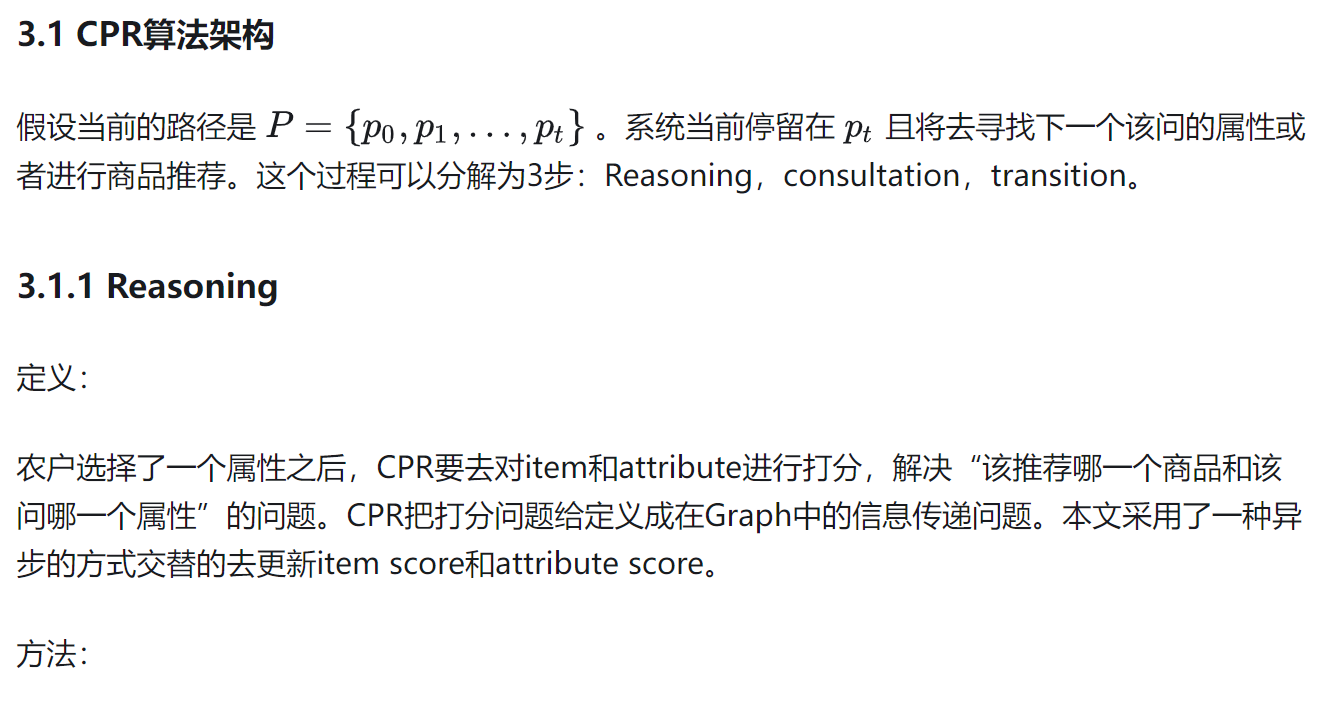 3.1 CPR算法架构
假设当前的路径是 P = {p₀, p₁, …, pₜ} 。系统当前停留在 pₜ 且将去寻找下一个该问的属性或
者进行商品推荐。这个过程可以分解为3步：Reasoning，consultation，transition。
3.1.1 Reasoning
定义：
农户选择了一个属性之后，CPR要去对item和attribute进行打分，解决“该推荐哪一个商品和该
问哪一个属性”的问题。CPR把打分问题给定义成在Graph中的信息传递问题。本文采用了一种异
步的方式交替的去更新item score和attribute score。
方法：